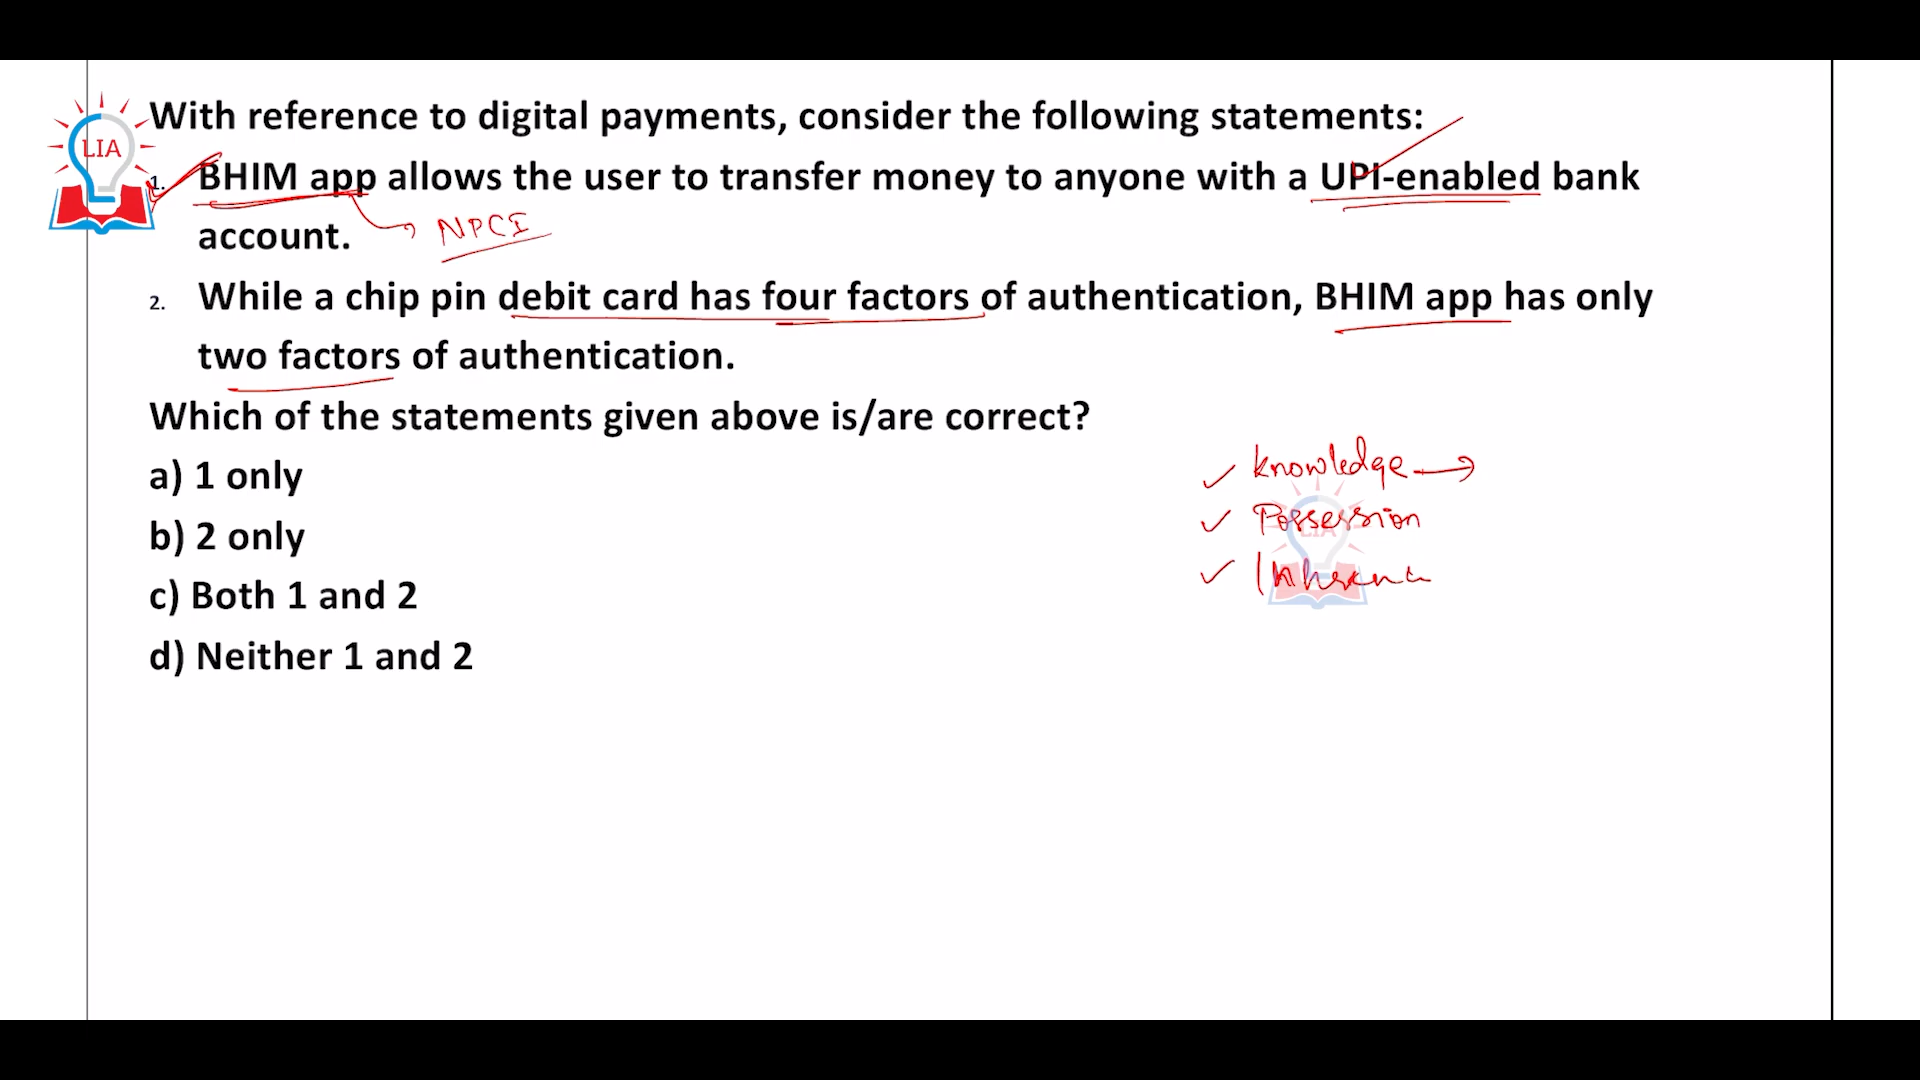 With reference to digital payments, consider the following statements:
LIA
1. BHIM app allows the user to transfer money to anyone with a UPI-enabled bank
account.
NPCI
2. While a chip pin debit card has four factors of authentication, BHIM app has only
two factors of authentication.
Which of the statements given above is/are correct?
a) 1 only
knowledge
Possession
b) 2 only
LIA
c) Both 1 and 2
d) Neither 1 and 2